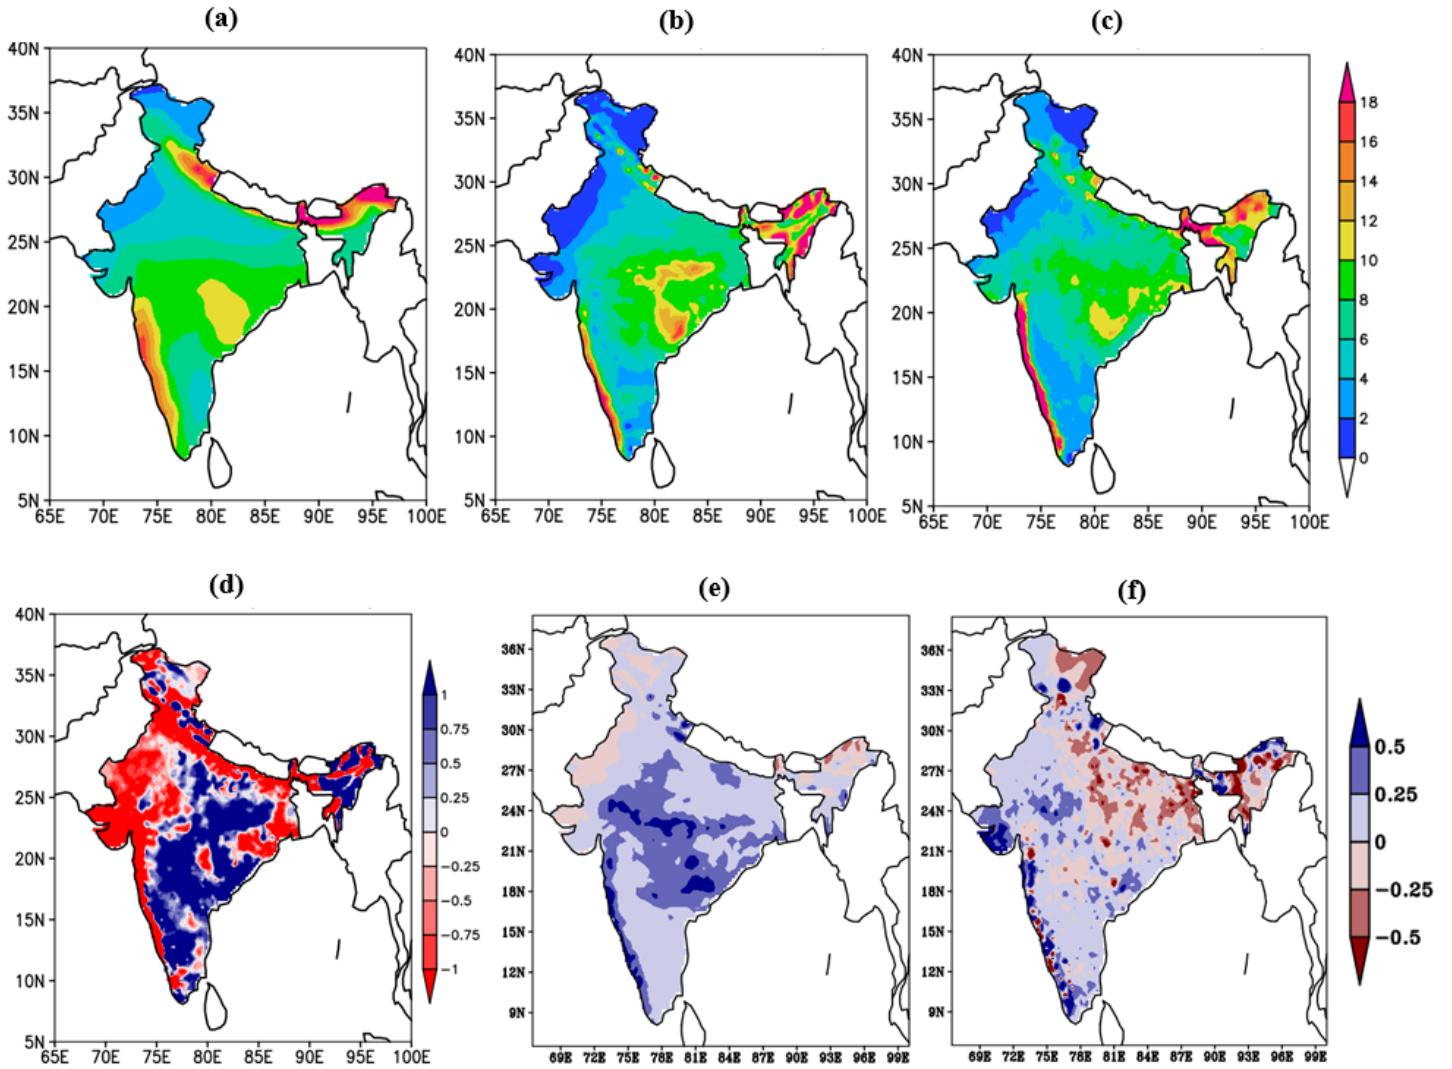 (a)
(b)
(c)
40N
35N
30N
25N
20N
15N
10N
5N
65E 70E 75E 80E 85E 90E 95E 100E
40N
35N
30N
25N
20N
15N
10N
5N
65E 70E 75E 80E 85E 90E 95E 100E
40N
35N
30N
25N
20N
15N
10N
5N
65E 70E 75E 80E 85E 90E 95E 100E
18
16
14
12
10
8
6
4
2
0
(d)
(e)
(f)
40N
35N
30N
25N
20N
15N
10N
5N
65E 70E 75E 80E 85E 90E 95E 100E
1
0.75
0.5
0.25
0
−0.25
−0.5
−0.75
−1
36N
33N
30N
27N
24N
21N
18N
15N
12N
9N
69E 72E 75E 78E 81E 84E 87E 90E 93E 96E 99E
36N
33N
30N
27N
24N
21N
18N
15N
12N
9N
69E 72E 75E 78E 81E 84E 87E 90E 93E 96E 99E
0.5
0.25
0
−0.25
−0.5